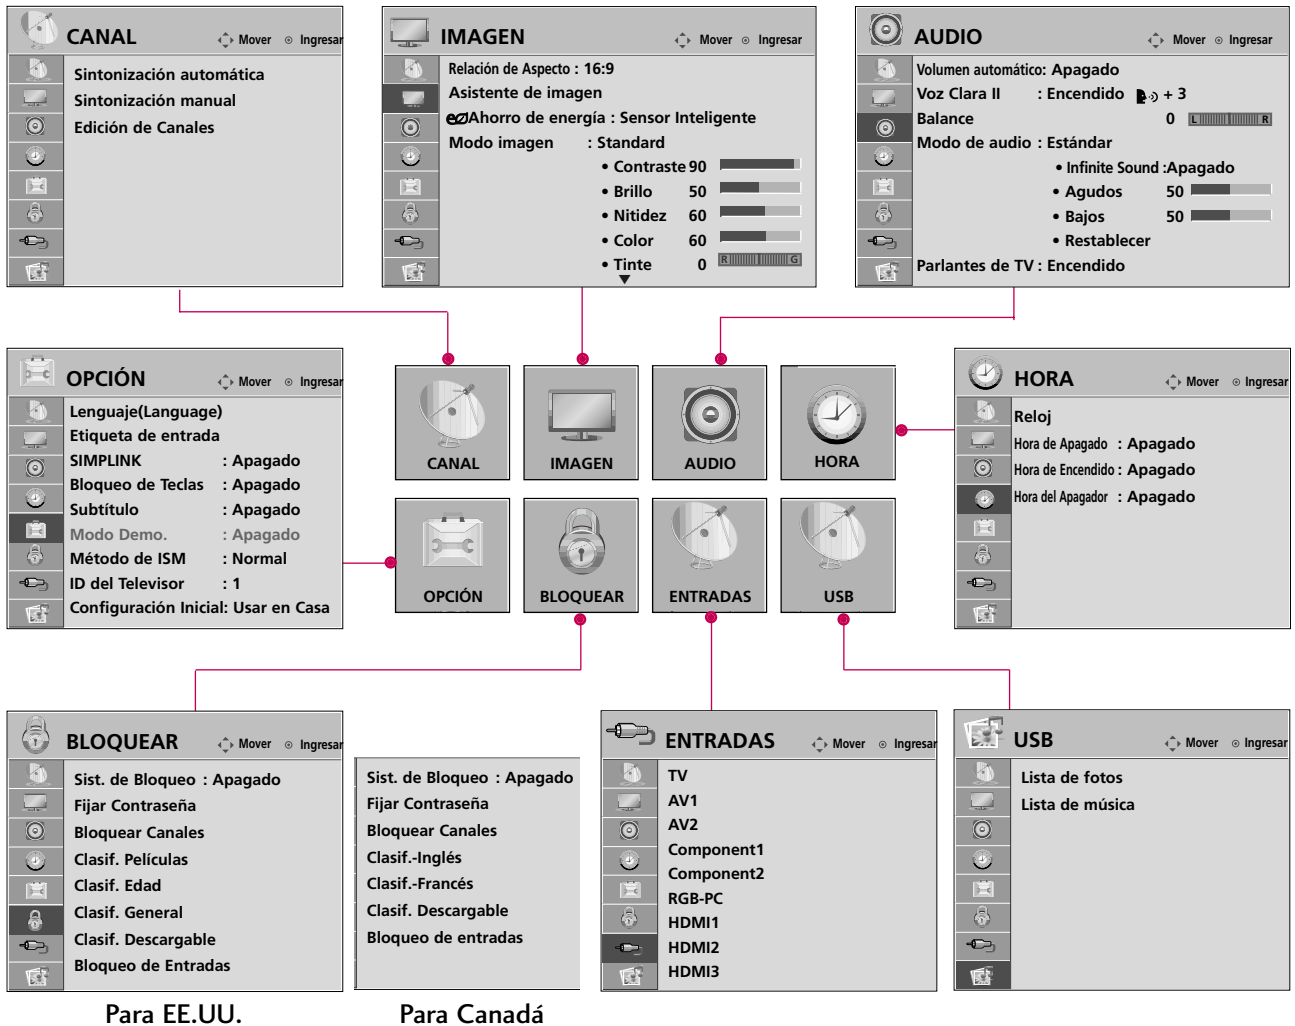 CANAL
Mover
Ingresar
Sintonización automática
Sintonización manual
Edición de Canales
IMAGEN
Mover
Ingresar
Relación de Aspecto : 16:9
Asistente de imagen
Ahorro de energía : Sensor Inteligente
Modo imagen : Standard
• Contraste 90
• Brillo 50
• Nitidez 60
• Color 60
• Tinte 0 R G
AUDIO
Mover
Ingresar
Volumen automático: Apagado
Voz Clara II : Encendido + 3
Balance 0 L R
Modo de audio : Estándar
• Infinite Sound :Apagado
• Agudos 50
• Bajos 50
• Restablecer
Parlantes de TV : Encendido
OPCIÓN
Mover
Ingresar
Lenguaje(Language)
Etiqueta de entrada
SIMPLINK : Apagado
Bloqueo de Teclas : Apagado
Subtítulo : Apagado
Modo Demo. : Apagado
Método de ISM : Normal
ID del Televisor : 1
Configuración Inicial: Usar en Casa
CANAL
IMAGEN
AUDIO
HORA
OPCIÓN
BLOQUEAR
ENTRADAS
USB
HORA
Mover
Ingresar
Reloj
Hora de Apagado : Apagado
Hora de Encendido : Apagado
Hora del Apagador : Apagado
BLOQUEAR
Mover
Ingresar
Sist. de Bloqueo : Apagado
Fijar Contraseña
Bloquear Canales
Clasif. Películas
Clasif. Edad
Clasif. General
Clasif. Descargable
Bloqueo de Entradas
Para EE.UU.
Sist. de Bloqueo : Apagado
Fijar Contraseña
Bloquear Canales
Clasif.-Inglés
Clasif.-Francés
Clasif. Descargable
Bloqueo de entradas
Para Canadá
ENTRADAS
Mover
Ingresar
TV
AV1
AV2
Component1
Component2
RGB-PC
HDMI1
HDMI2
HDMI3
USB
Mover
Ingresar
Lista de fotos
Lista de música